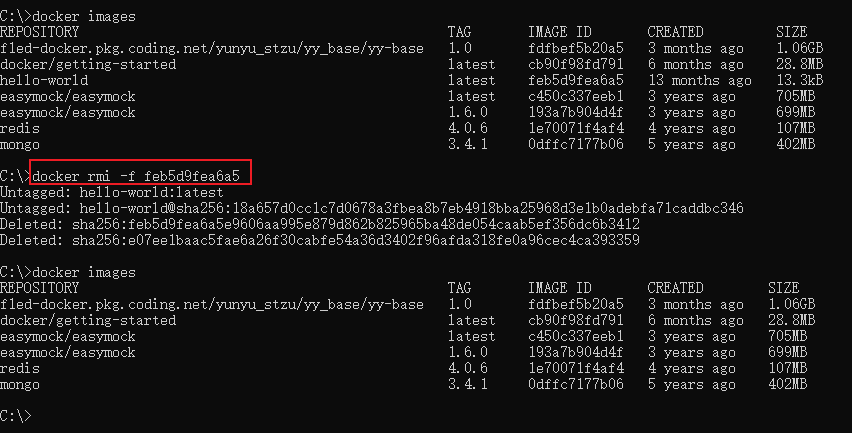 C:\>docker images
REPOSITORY TAG IMAGE ID CREATED SIZE
fled-docker.pkg.coding.net/yunyu_stzu/yy_base/yy-base 1.0 fdfbef5b20a5 3 months ago 1.06GB
docker/getting-started latest cb90f98fd791 6 months ago 28.8MB
hello-world latest feb5d9fea6a5 13 months ago 13.3kB
easymock/easymock latest c450c337eeb1 3 years ago 705MB
easymock/easymock 1.6.0 193a7b904d4f 3 years ago 699MB
redis 4.0.6 1e70071f4af4 4 years ago 107MB
mongo 3.4.1 0dffc7177b06 5 years ago 402MB
C:\>docker rmi -f feb5d9fea6a5
Untagged: hello-world:latest
Untagged: hello-world@sha256:18a657d0cc1c7d0678a3fbea8b7eb4918bba25968d3e1b0adebfa71caddbc346
Deleted: sha256:feb5d9fea6a5e9606aa995e879d862b825965ba48de054caab5ef356dc6b3412
Deleted: sha256:e07ee1baac5fae6a26f30cabfe54a36d3402f96afda318fe0a96cec4ca393359
C:\>docker images
REPOSITORY TAG IMAGE ID CREATED SIZE
fled-docker.pkg.coding.net/yunyu_stzu/yy_base/yy-base 1.0 fdfbef5b20a5 3 months ago 1.06GB
docker/getting-started latest cb90f98fd791 6 months ago 28.8MB
easymock/easymock latest c450c337eeb1 3 years ago 705MB
easymock/easymock 1.6.0 193a7b904d4f 3 years ago 699MB
redis 4.0.6 1e70071f4af4 4 years ago 107MB
mongo 3.4.1 0dffc7177b06 5 years ago 402MB
C:\>